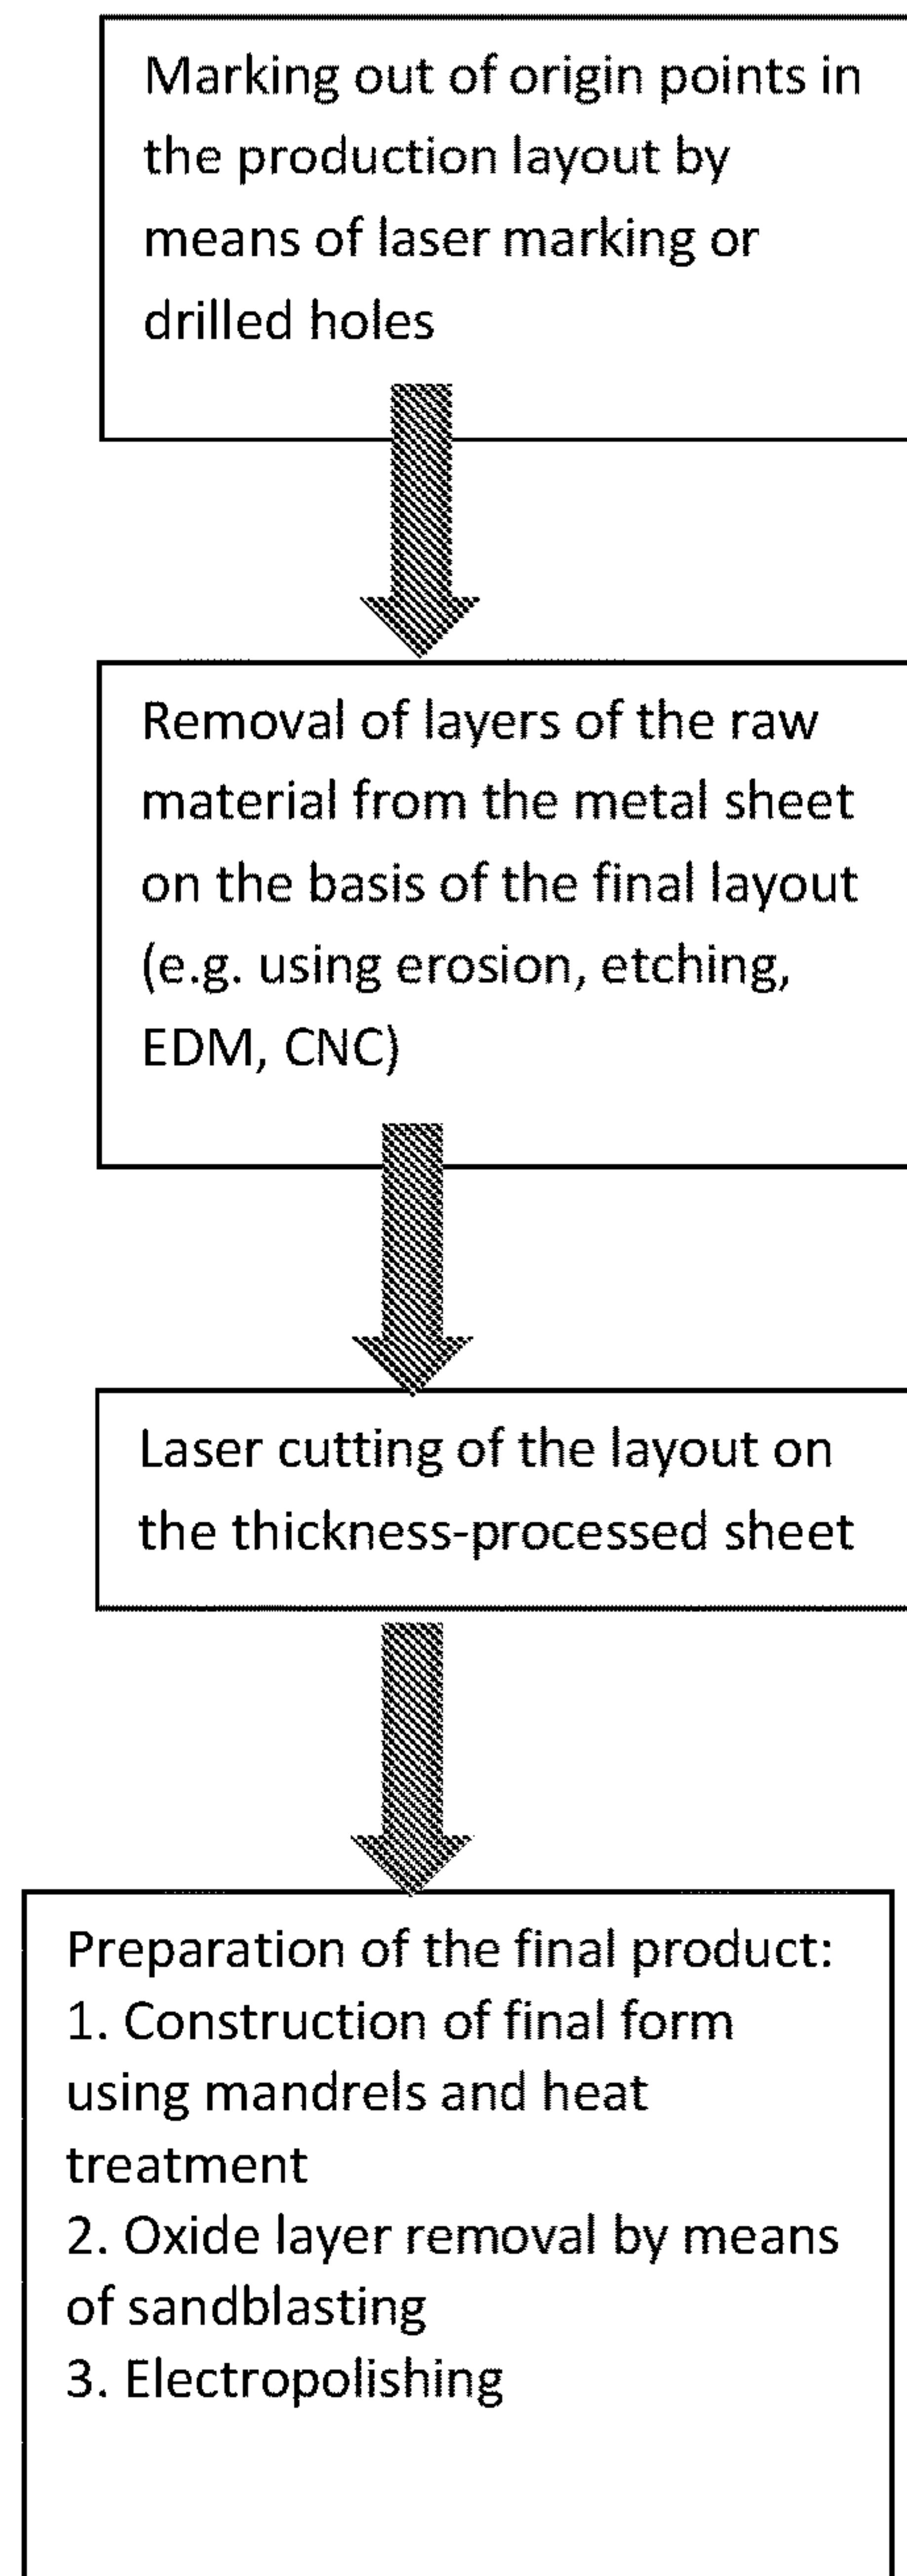 Marking out of origin points in
the production layout by
means of laser marking or
drilled holes
Removal of layers of the raw
material from the metal sheet
on the basis of the final layout
(e.g. using erosion, etching,
EDM, CNC)
Laser cutting of the layout on
the thickness-processed sheet
Preparation of the final product:
1. Construction of final form
using mandrels and heat
treatment
2. Oxide layer removal by means
of sandblasting
3. Electropolishing